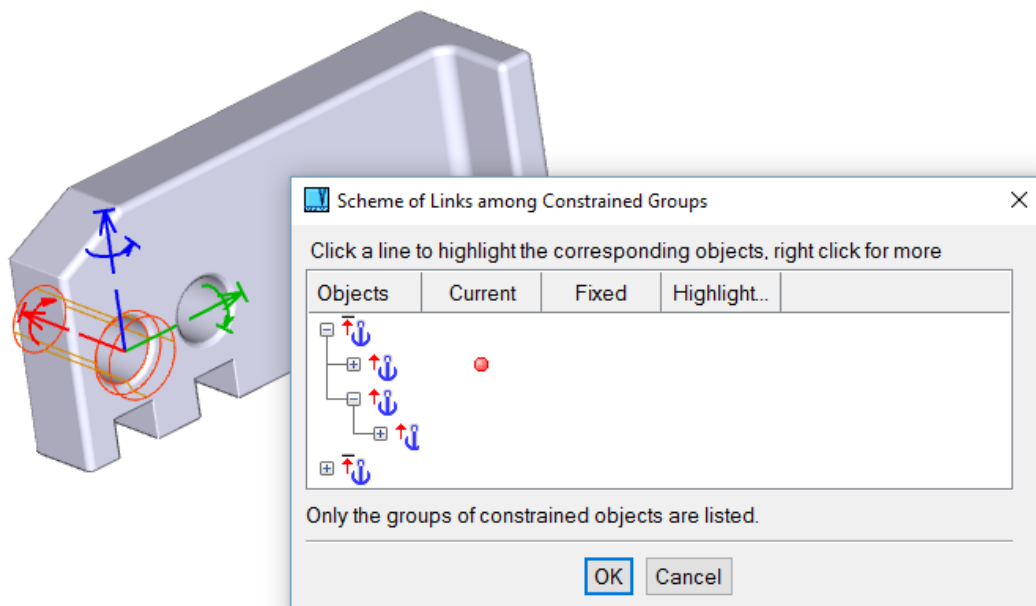 Scheme of Links among Constrained Groups
Click a line to highlight the corresponding objects, right click for more
Objects Current Fixed Highlight...
Only the groups of constrained objects are listed.
OK Cancel